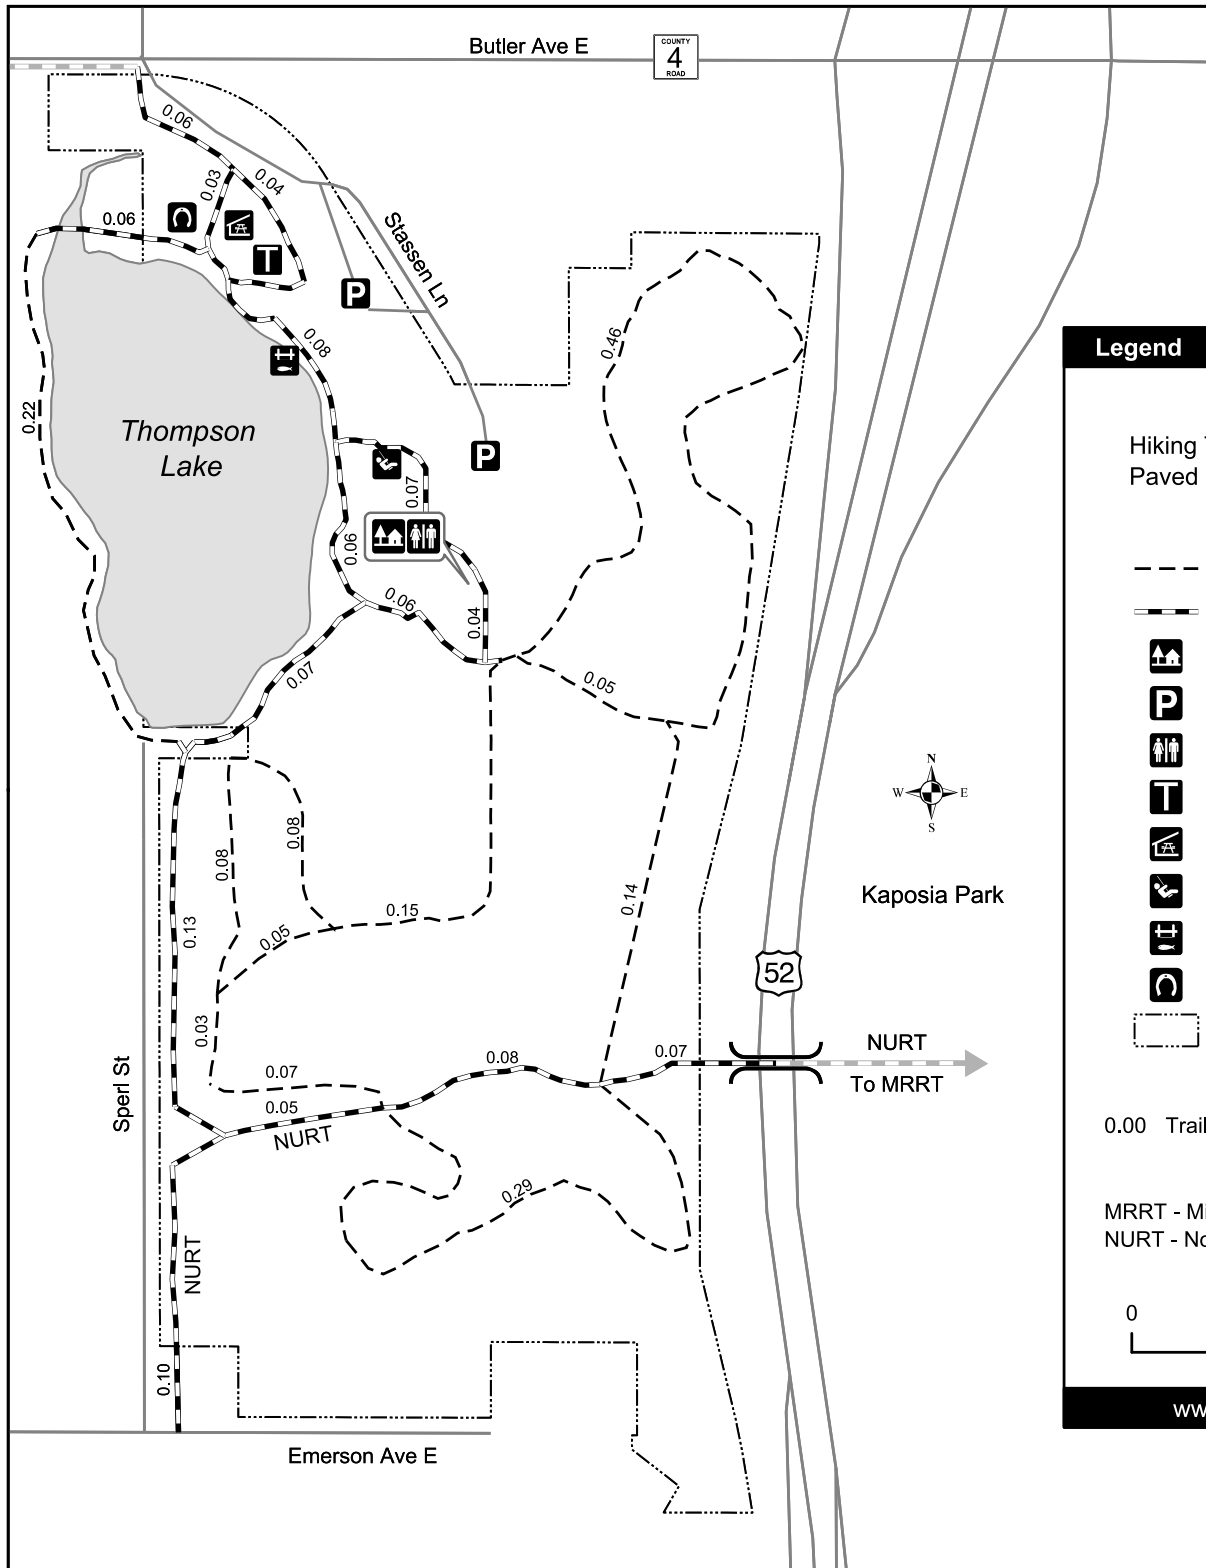 Butler Ave E
COUNTY
4
ROAD
0.06
0.03
0.04
0.06
T
Stassen Ln
P
0.08
0.46
0.22
Thompson
Lake
P
0.07
0.06
0.06
0.04
0.07
0.05
N
W E
S
0.08
0.08
0.13
0.05
0.15
0.14
Kaposia Park
52
0.03
0.07
0.05
NURT
0.08
0.07
NURT
To MRRT
Sperl St
0.29
NURT
0.10
Emerson Ave E
Legend
Hiking
Paved
P
T
0.00 Trail
MRRT - Mi
NURT - No
0
ww